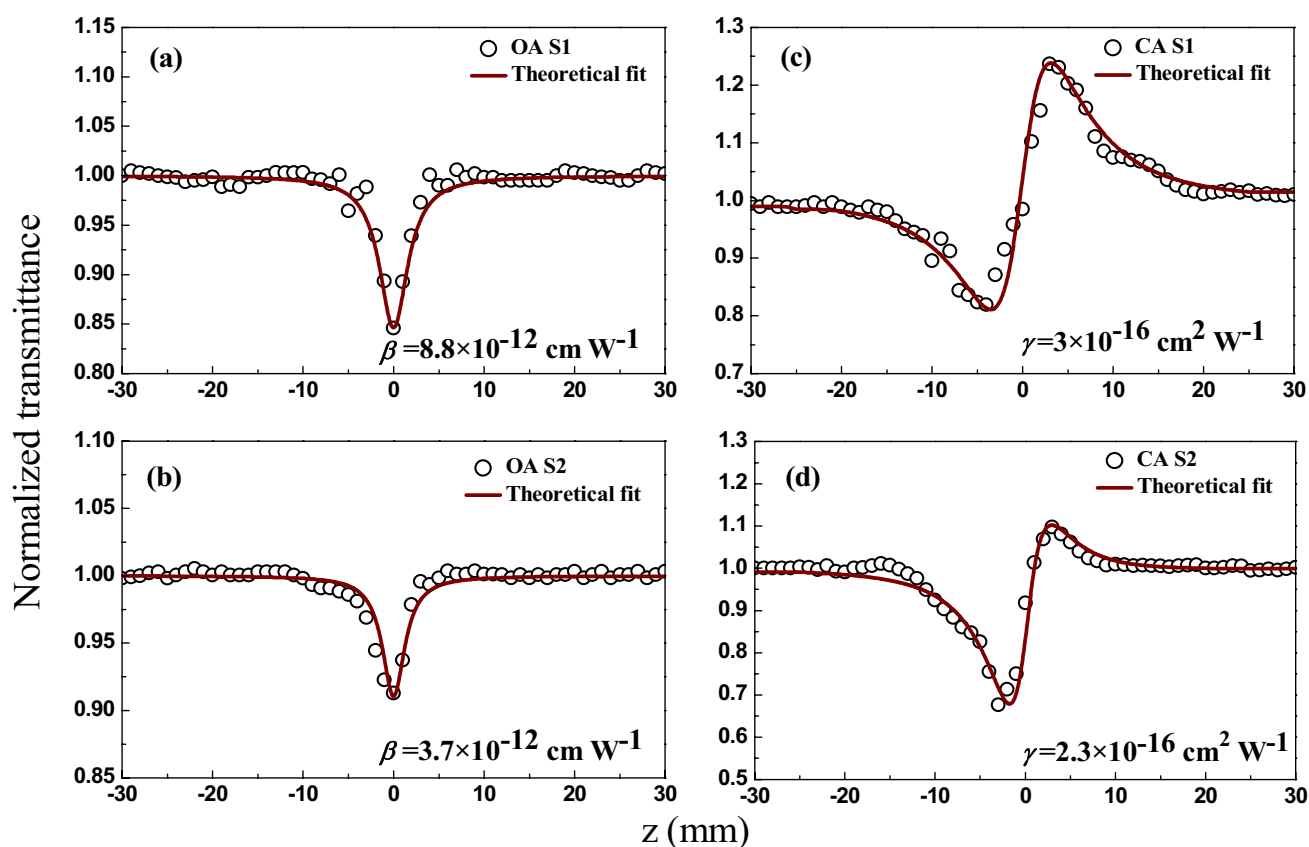 Normalized transmittance
(a)
OA S1
Theoretical fit
β=8.8×10⁻¹² cm W⁻¹
1.15
1.10
1.05
1.00
0.95
0.90
0.85
0.80
-30 -20 -10 0 10 20 30
(c)
CA S1
Theoretical fit
γ=3×10⁻¹⁶ cm² W⁻¹
1.3
1.2
1.1
1.0
0.9
0.8
0.7
-30 -20 -10 0 10 20 30
(b)
OA S2
Theoretical fit
β=3.7×10⁻¹² cm W⁻¹
1.10
1.05
1.00
0.95
0.90
0.85
-30 -20 -10 0 10 20 30
(d)
CA S2
Theoretical fit
γ=2.3×10⁻¹⁶ cm² W⁻¹
1.3
1.2
1.1
1.0
0.9
0.8
0.7
0.6
0.5
-30 -20 -10 0 10 20 30
z (mm)